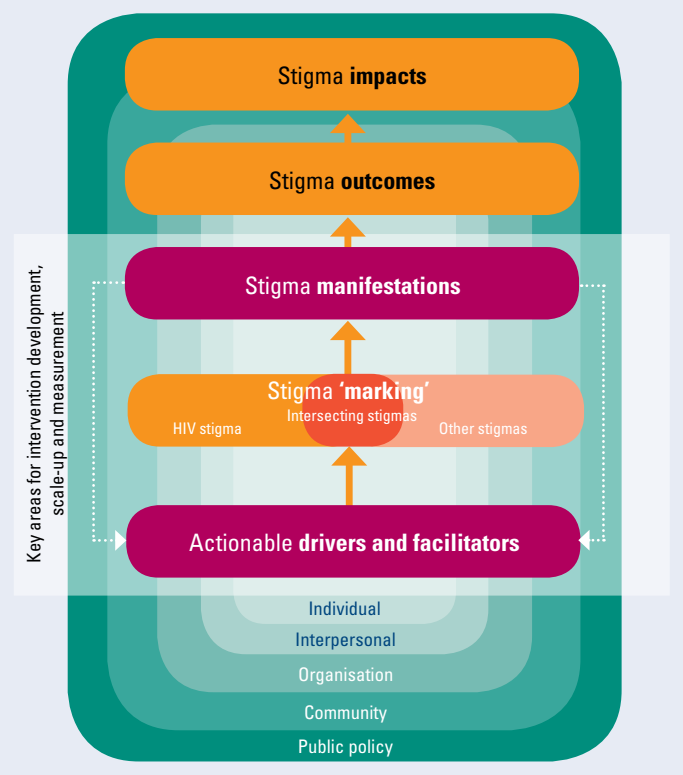 Stigma impacts
Stigma outcomes
Key areas for intervention development,
scale-up and measurement
Stigma manifestations
Stigma ‘marking’
Intersecting stigmas
HIV stigma
Other stigmas
Actionable drivers and facilitators
Individual
Interpersonal
Organisation
Community
Public policy